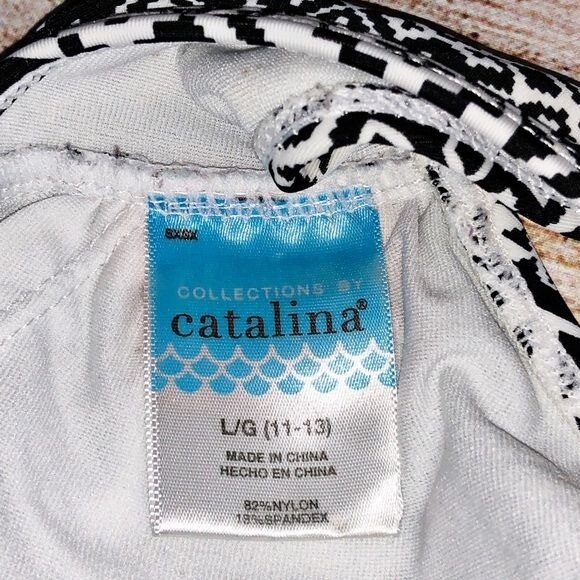 COLLECTIONS BY
catalina®
L/G (11-13)
MADE IN CHINA
HECHO EN CHINA
82%NYLON
18%SPANDEX